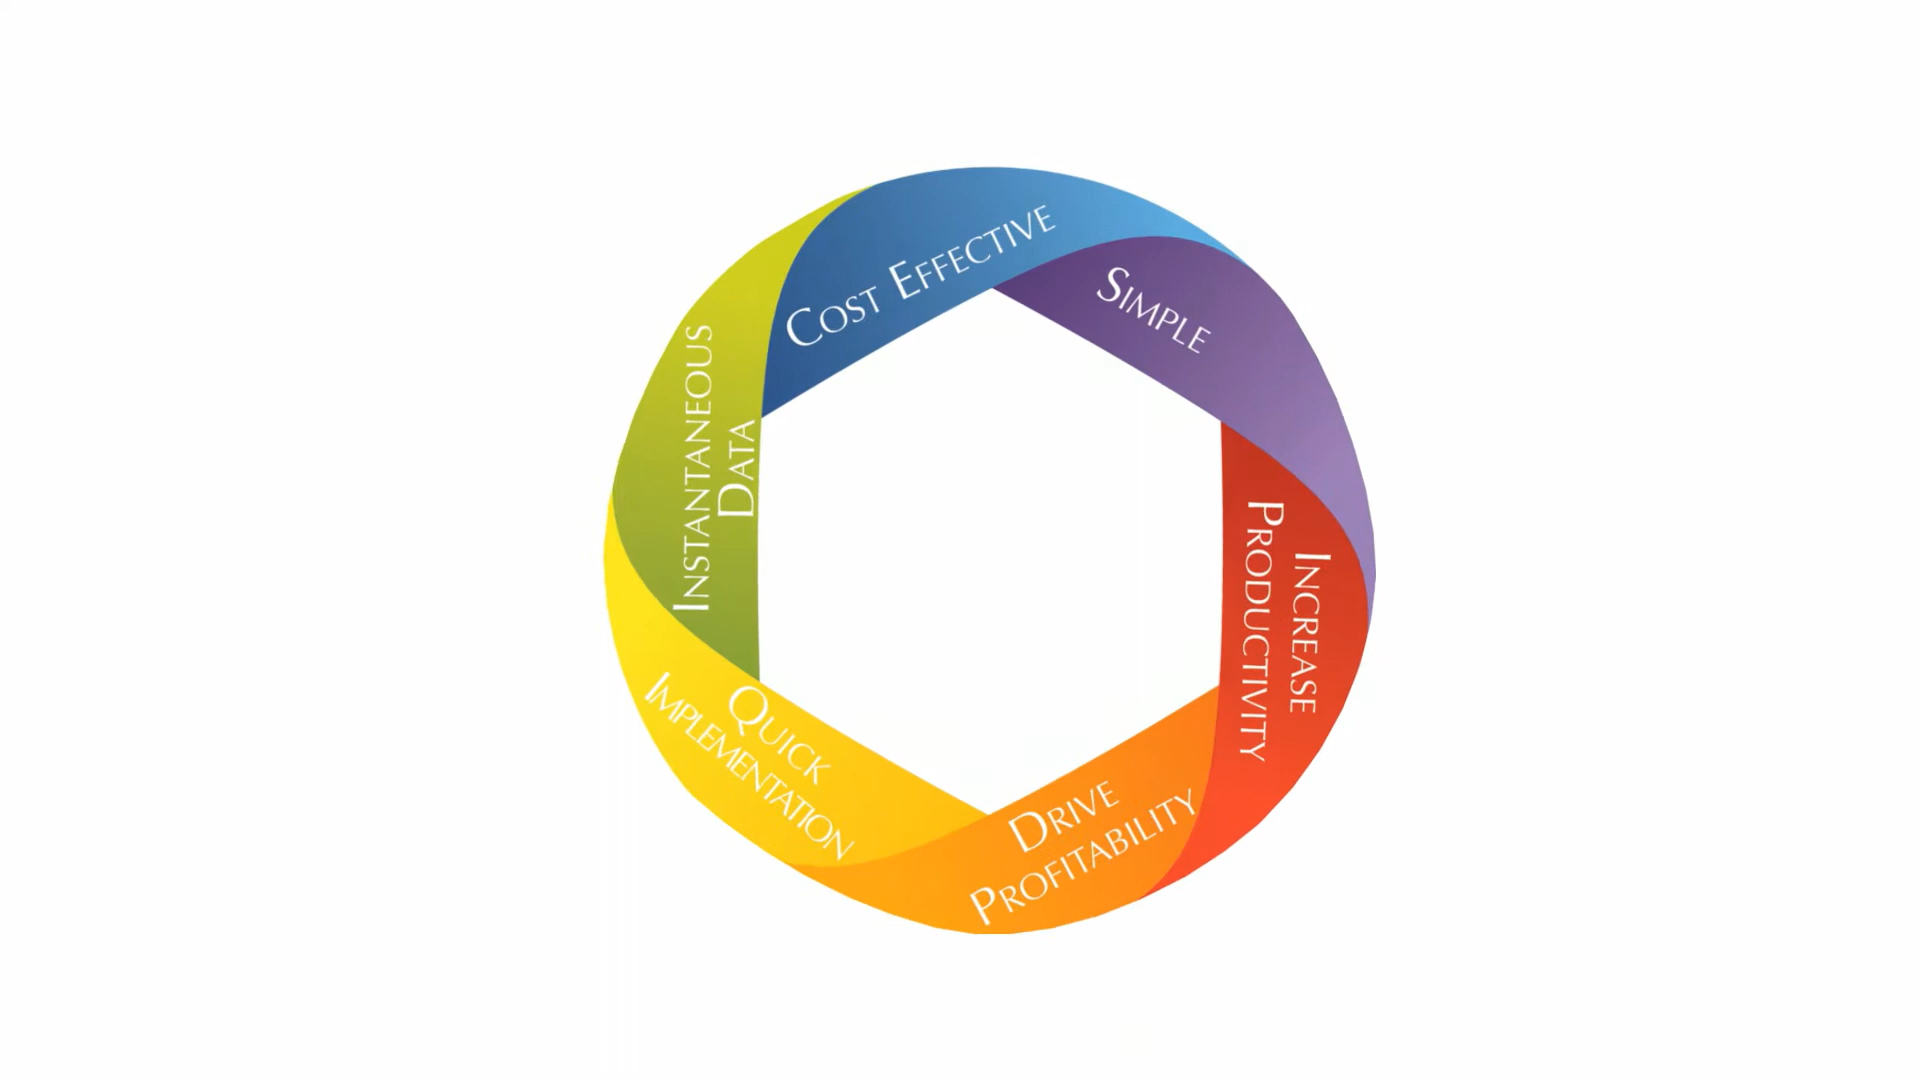 Cost Effective
Simple
Increase
Productivity
Drive
Profitability
Quick
Implementation
Instantaneous
Data